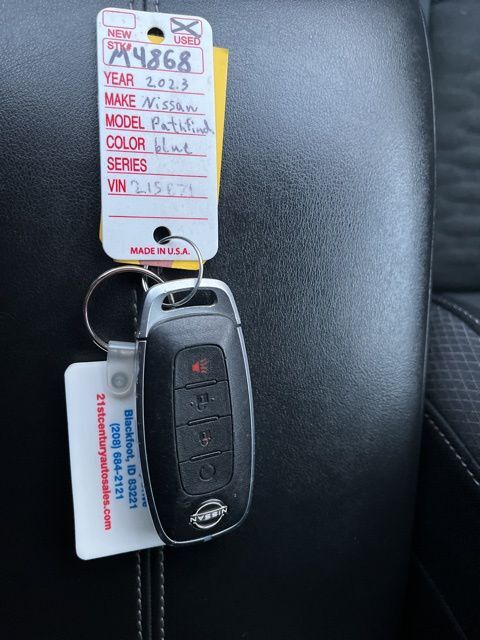 NEW USED
STK# M4868
YEAR 2023
MAKE Nissan
MODEL Pathfind
COLOR blue
SERIES
VIN
MADE IN U.S.A.
Blackfoot, ID 83221
(208) 684-2121
21stcenturyautosales.com
NISSAN